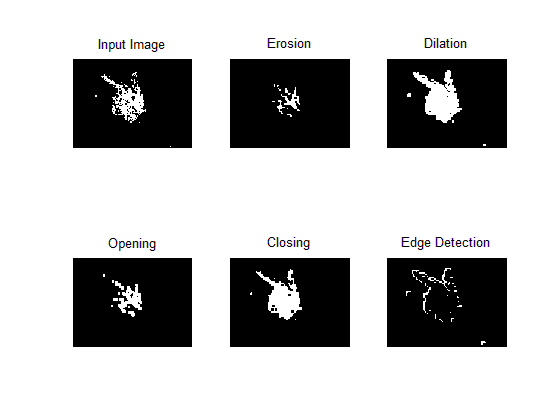 Input Image
Erosion
Dilation
Opening
Closing
Edge Detection